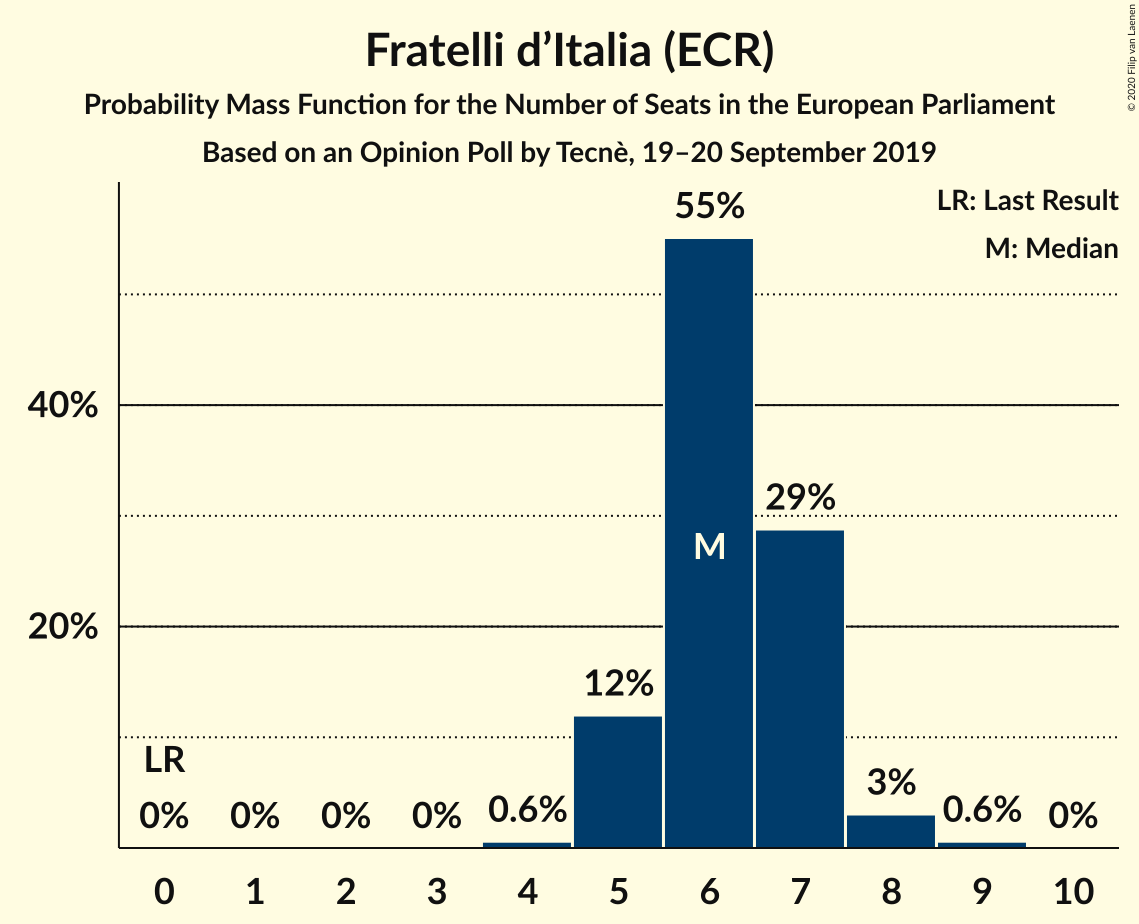 Fratelli d’Italia (ECR)
Probability Mass Function for the Number of Seats in the European Parliament
Based on an Opinion Poll by Tecnè, 19–20 September 2019
© 2020 Filip van Laenen
LR: Last Result
M: Median
55%
40%
29%
M
20%
12%
LR
0% 0% 0% 0% 0.6% 3% 0.6% 0%
0 1 2 3 4 5 6 7 8 9 10